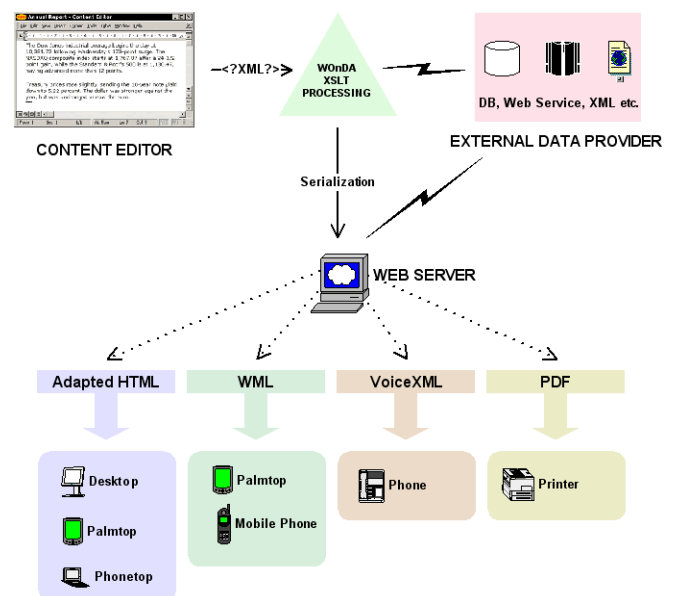 Annual Report - Content Editor
<?XML?>
WOnDA
XSLT
PROCESSING
DB, Web Service, XML etc.
CONTENT EDITOR
EXTERNAL DATA PROVIDER
Serialization
WEB SERVER
Adapted HTML
WML
VoiceXML
PDF
Desktop
Palmtop
Phonetop
Palmtop
Mobile Phone
Phone
Printer